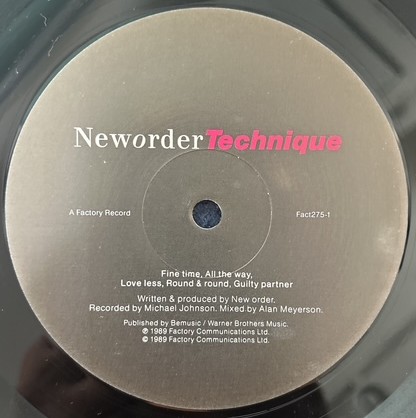 Neworder Technique
A Factory Record Fact275-1
Fine time, All the way,
Love less, Round & round, Guilty partner
Written & produced by New order.
Recorded by Michael Johnson. Mixed by Alan Meyerson.
Published by Bemusic / Warner Brothers Music.
℗ 1989 Factory Communications Ltd.
© 1989 Factory Communications Ltd.